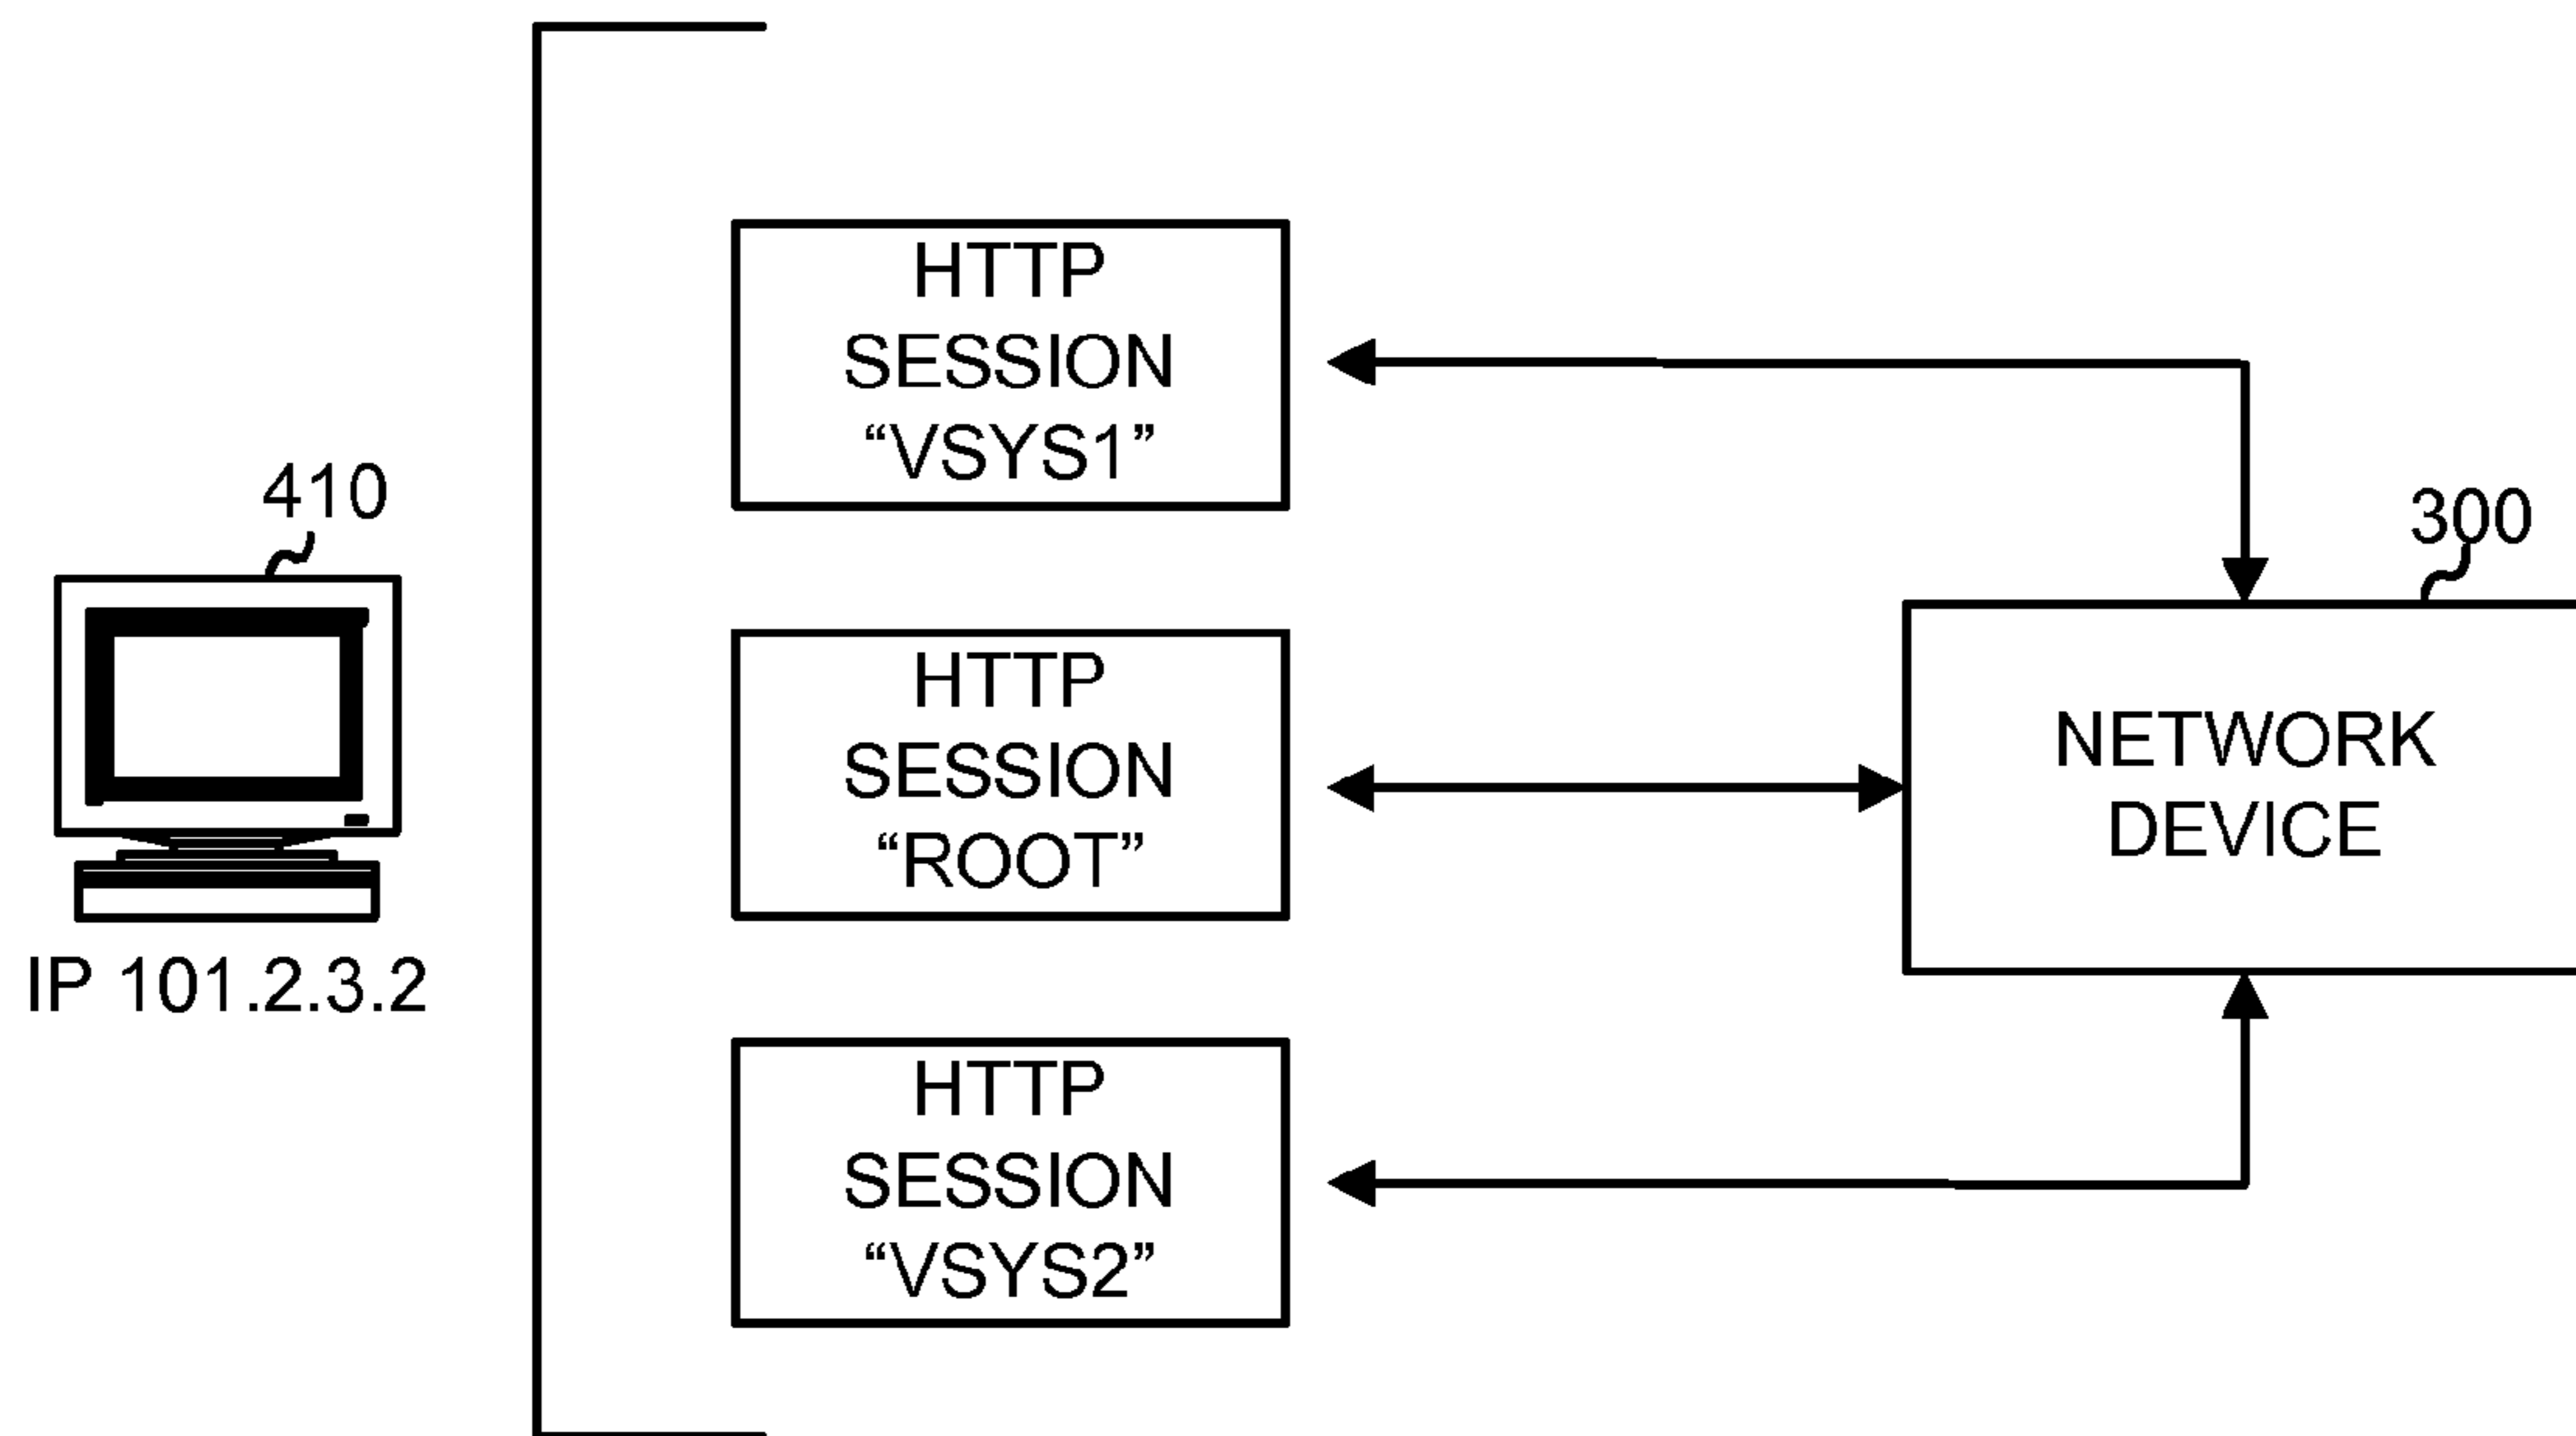 HTTP
SESSION
“VSYS1”
410
300
HTTP
SESSION
“ROOT”
NETWORK
DEVICE
IP 101.2.3.2
HTTP
SESSION
“VSYS2”